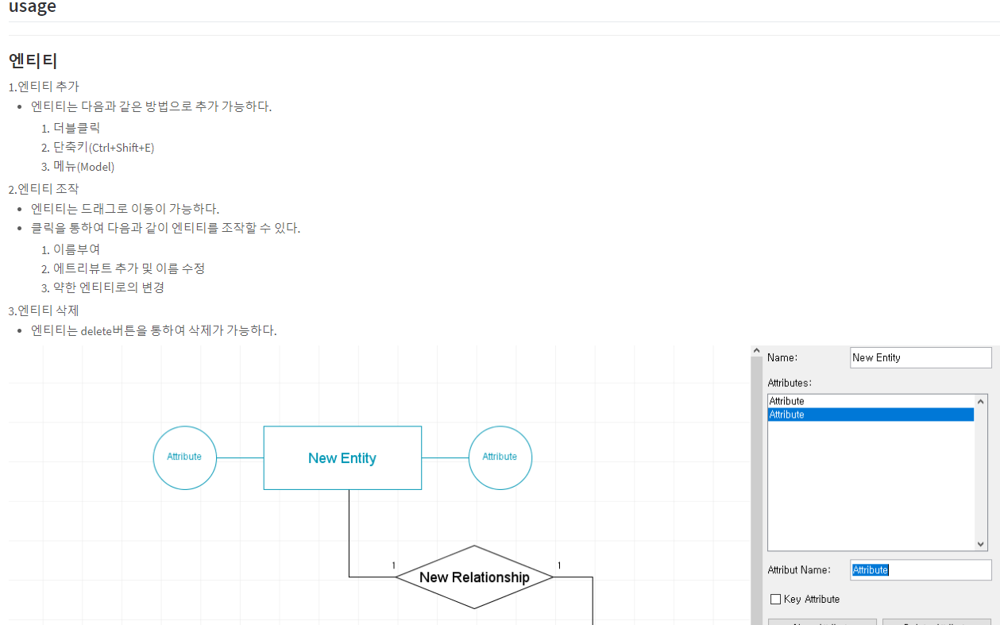 usage
엔티티
1.엔티티 추가
• 엔티티는 다음과 같은 방법으로 추가 가능하다.
1. 더블클릭
2. 단축키(Ctrl+Shift+E)
3. 메뉴(Model)
2.엔티티 조작
• 엔티티는 드래그로 이동이 가능하다.
• 클릭을 통하여 다음과 같이 엔티티를 조작할 수 있다.
1. 이름부여
2. 에트리뷰트 추가 및 이름 수정
3. 약한 엔티티로의 변경
3.엔티티 삭제
• 엔티티는 delete버튼을 통하여 삭제가 가능하다.
Name: New Entity
Attributes:
Attribute
Attribute
Attribute New Entity Attribute
1 New Relationship 1
Attribut Name: Attribute
Key Attribute